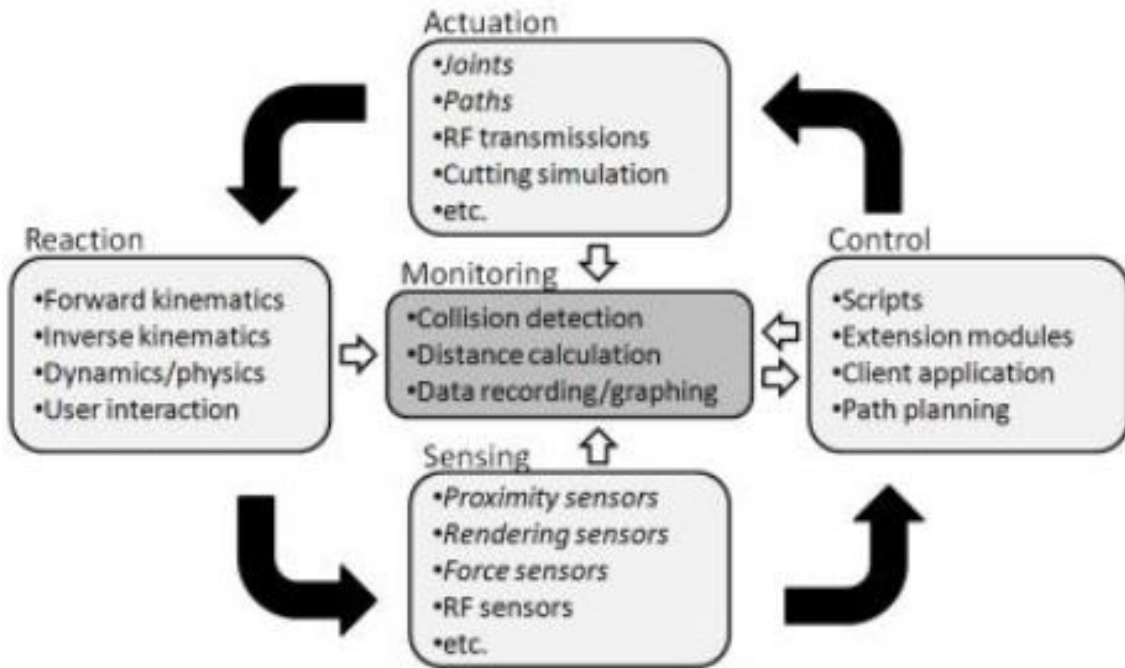 Actuation
•Joints
•Paths
•RF transmissions
•Cutting simulation
•etc.
Reaction
•Forward kinematics
•Inverse kinematics
•Dynamics/physics
•User interaction
Monitoring
•Collision detection
•Distance calculation
•Data recording/graphing
Control
•Scripts
•Extension modules
•Client application
•Path planning
Sensing
•Proximity sensors
•Rendering sensors
•Force sensors
•RF sensors
•etc.